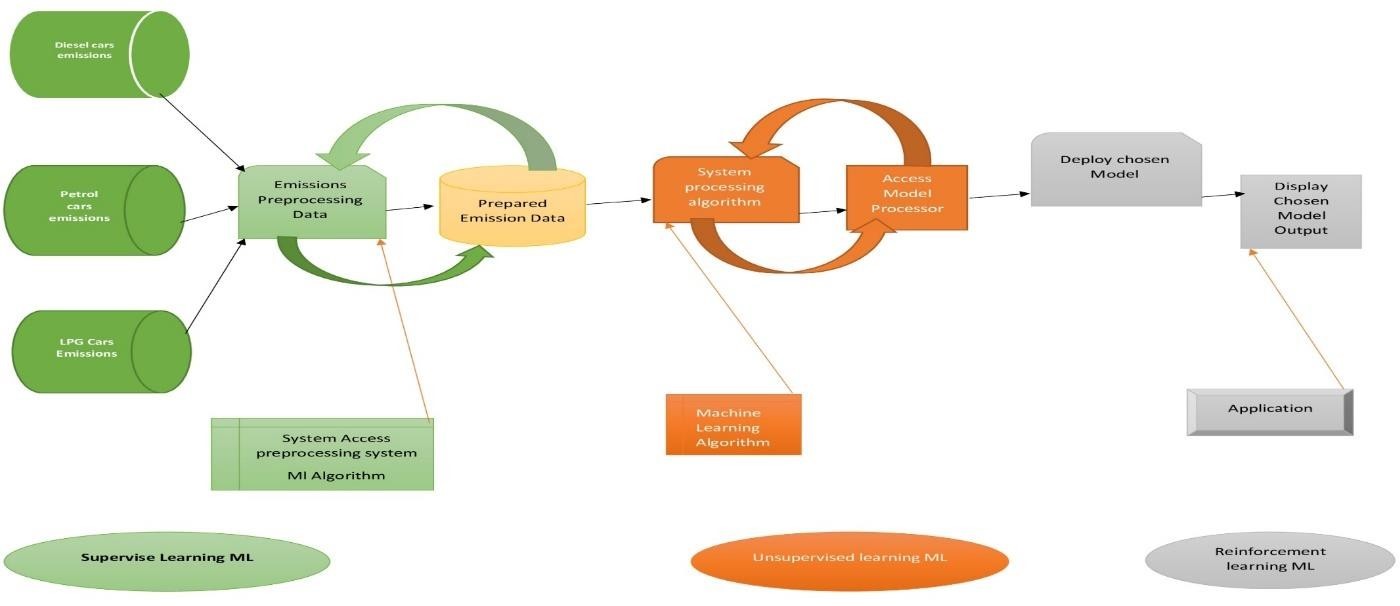 Diesel cars
emissions
Petrol
cars
emissions
LPG Cars
Emissions
Emissions
Preprocessing
Data
Prepared
Emission Data
System
processing
algorithm
Access
Model
Processor
Deploy chosen
Model
Display
Chosen
Model
Output
System Access
preprocessing system
Ml Algorithm
Machine
Learning
Algorithm
Application
Supervise Learning ML
Unsupervised learning ML
Reinforcement
learning ML